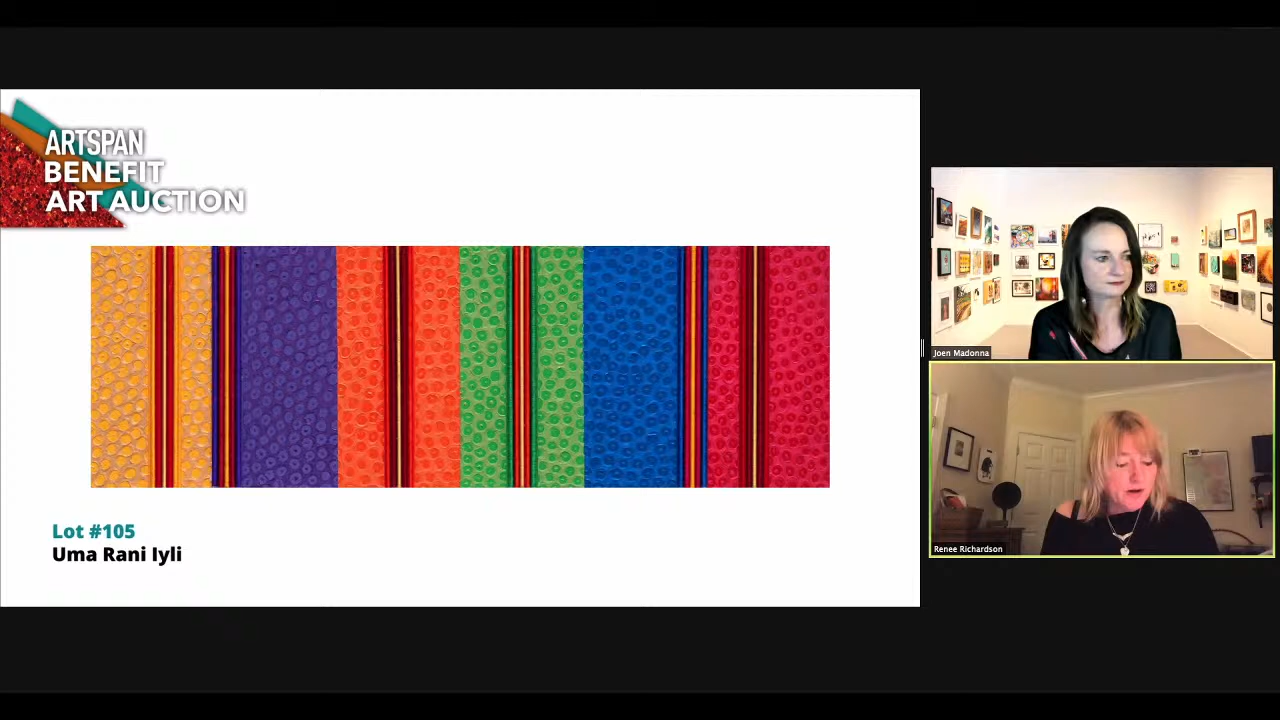 ARTSPAN
BENEFIT
ART AUCTION
Lot #105
Uma Rani Iyli
Joen Madonna
Renee Richardson